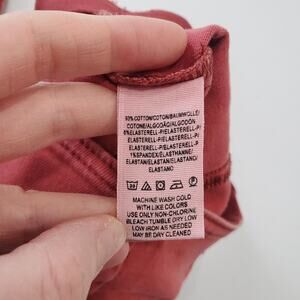 93% COTTON/COTON/BAUMWOLLE/
COTONE/ALGODÃO/ALGODÓN
6% ELASTERELL-P/ELASTERELL-P/
ELASTERELL-P/ELASTERELL-P/
ELASTERELL-P/ELASTERELL-P/
1% SPANDEX/ELASTHANNE/
ELASTAN/ELASTAN/ELASTANO/
ELASTANO
MACHINE WASH COLD
WITH LIKE COLORS
USE ONLY NON-CHLORINE
BLEACH TUMBLE DRY LOW
LOW IRON AS NEEDED
MAY BE DRY CLEANED